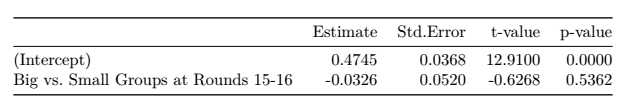 Estimate Std.Error t-value p-value
(Intercept) 0.4745 0.0368 12.9100 0.0000
Big vs. Small Groups at Rounds 15-16 -0.0326 0.0520 -0.6268 0.5362